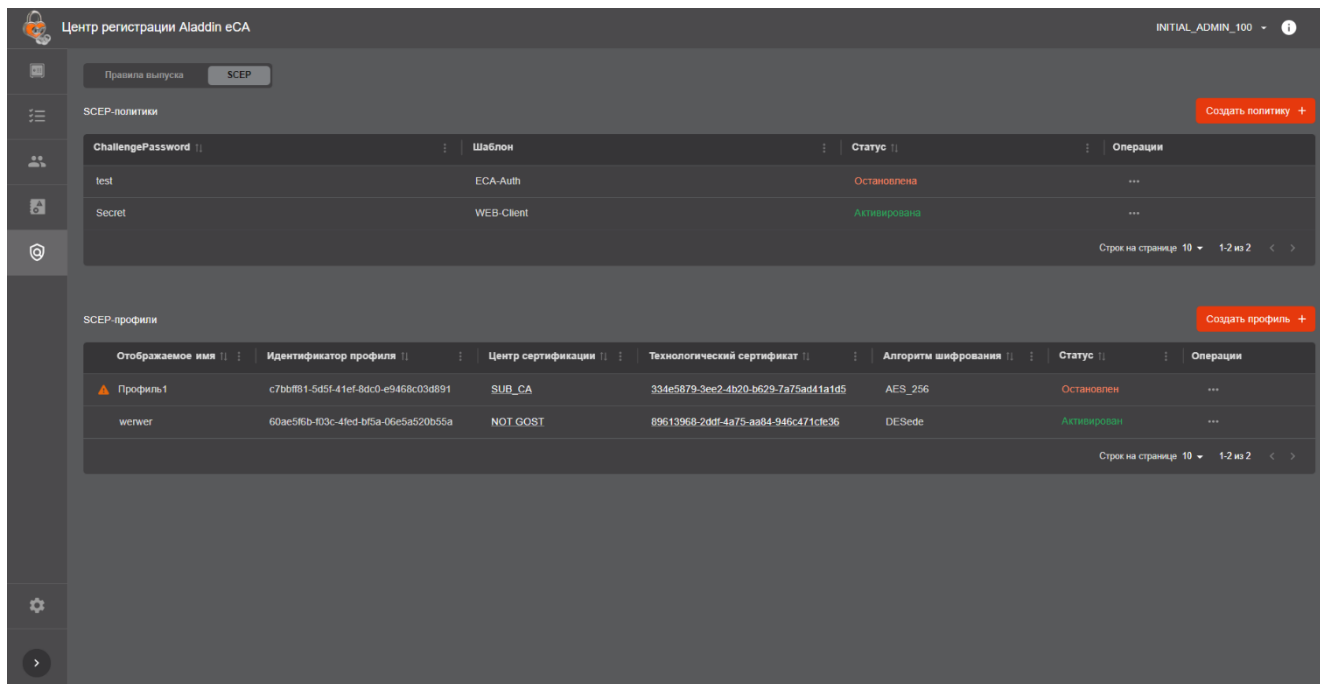 Центр регистрации Aladdin eCA
INITIAL_ADMIN_100
Правила выпуска SCEP
SCEP-политики
Создать политику +
ChallengePassword Шаблон Статус Операции
test ECA-Auth Остановлена ...
Secret WEB-Client Активирована ...
Строк на странице 10 1-2 из 2 < >
SCEP-профили
Создать профиль +
Отображаемое имя Идентификатор профиля Центр сертификации Технологический сертификат Алгоритм шифрования Статус Операции
Профиль1 c7bbff81-5d5f-41ef-8dc0-e9468c03d891 SUB_CA 334e5879-3ee2-4b20-b629-7a75ad41a1d5 AES_256 Остановлен ...
werwer 60ae5f6b-f03c-4fed-bf5a-06e5a520b55a NOT GOST 89613968-2ddf-4a75-aa84-946c471cfe36 DESede Активирован ...
Строк на странице 10 1-2 из 2 < >